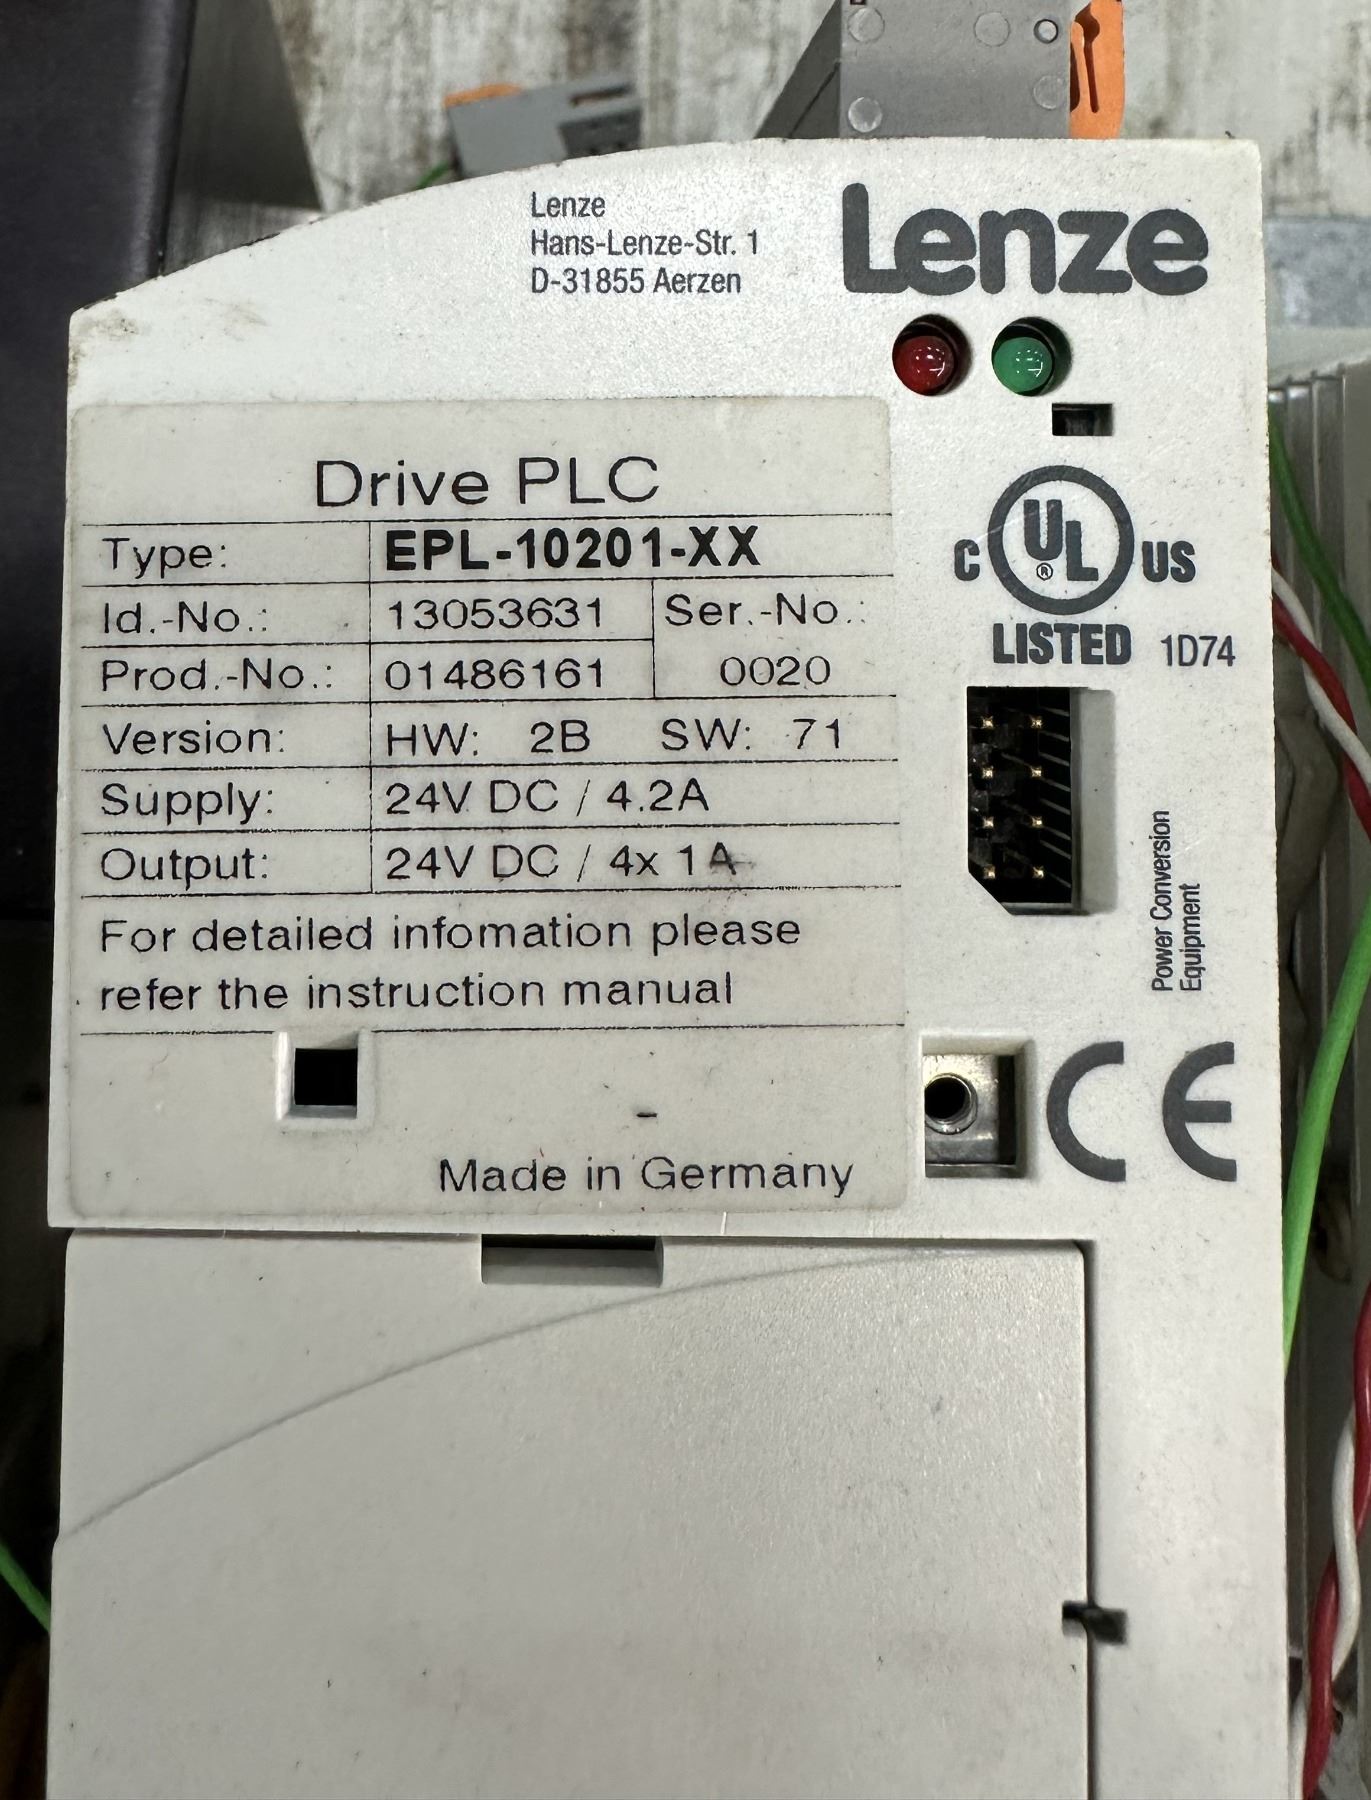 Lenze
Hans-Lenze-Str. 1
D-31855 Aerzen
Lenze
Drive PLC
Type: EPL-10201-XX
Id.-No.: 13053631 Ser.-No.:
Prod.-No.: 01486161 0020
Version: HW: 2B SW: 71
Supply: 24V DC / 4.2A
Output: 24V DC / 4x 1A
For detailed infomation please
refer the instruction manual
Made in Germany
C UL® US
LISTED 1D74
Power Conversion
Equipment
CE